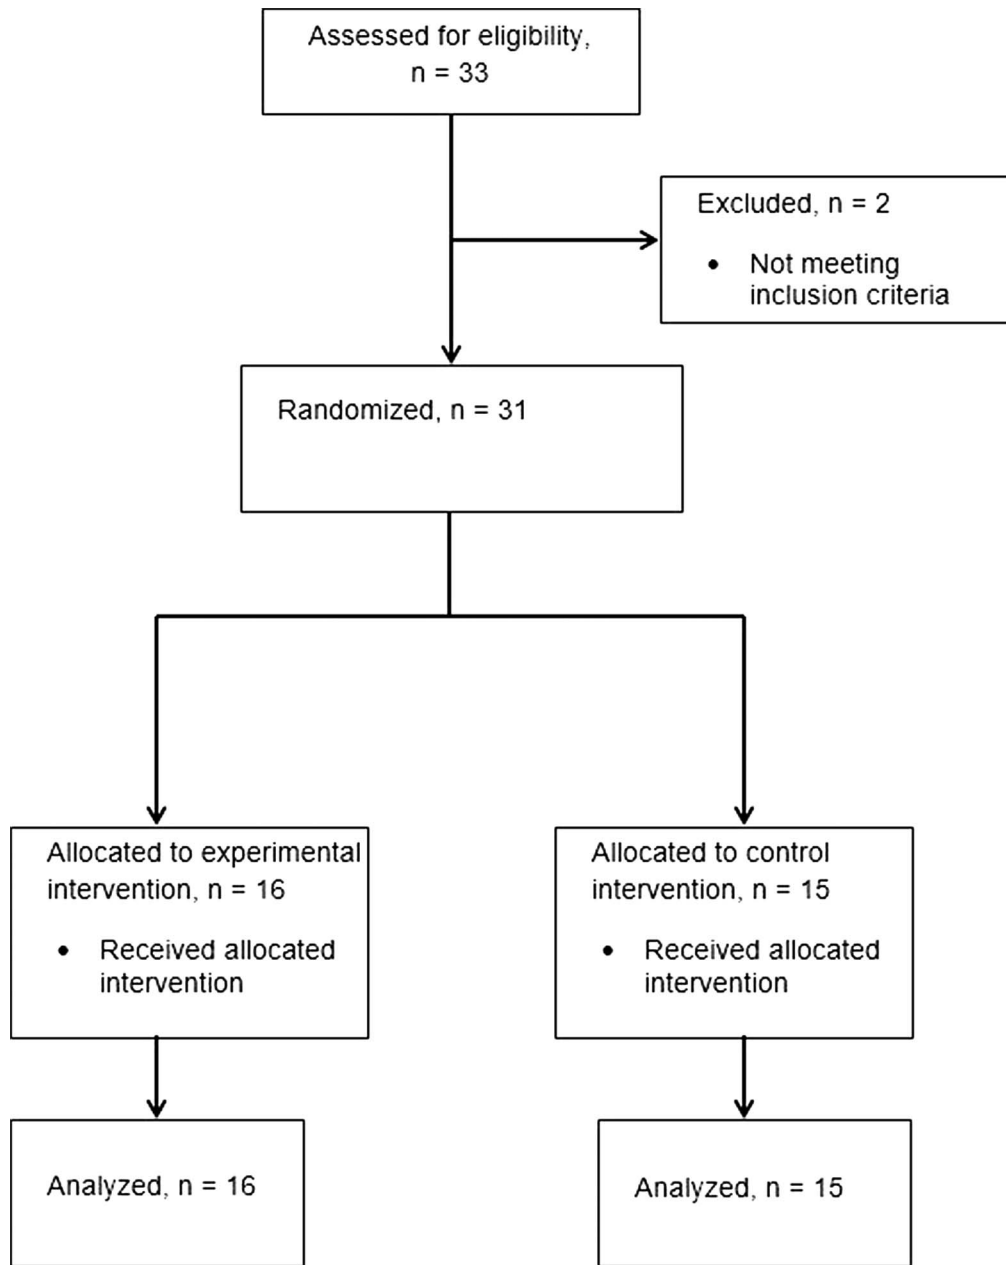 Assessed for eligibility,
n = 33
Excluded, n = 2
• Not meeting
inclusion criteria
Randomized, n = 31
Allocated to experimental
intervention, n = 16
• Received allocated
intervention
Allocated to control
intervention, n = 15
• Received allocated
intervention
Analyzed, n = 16
Analyzed, n = 15